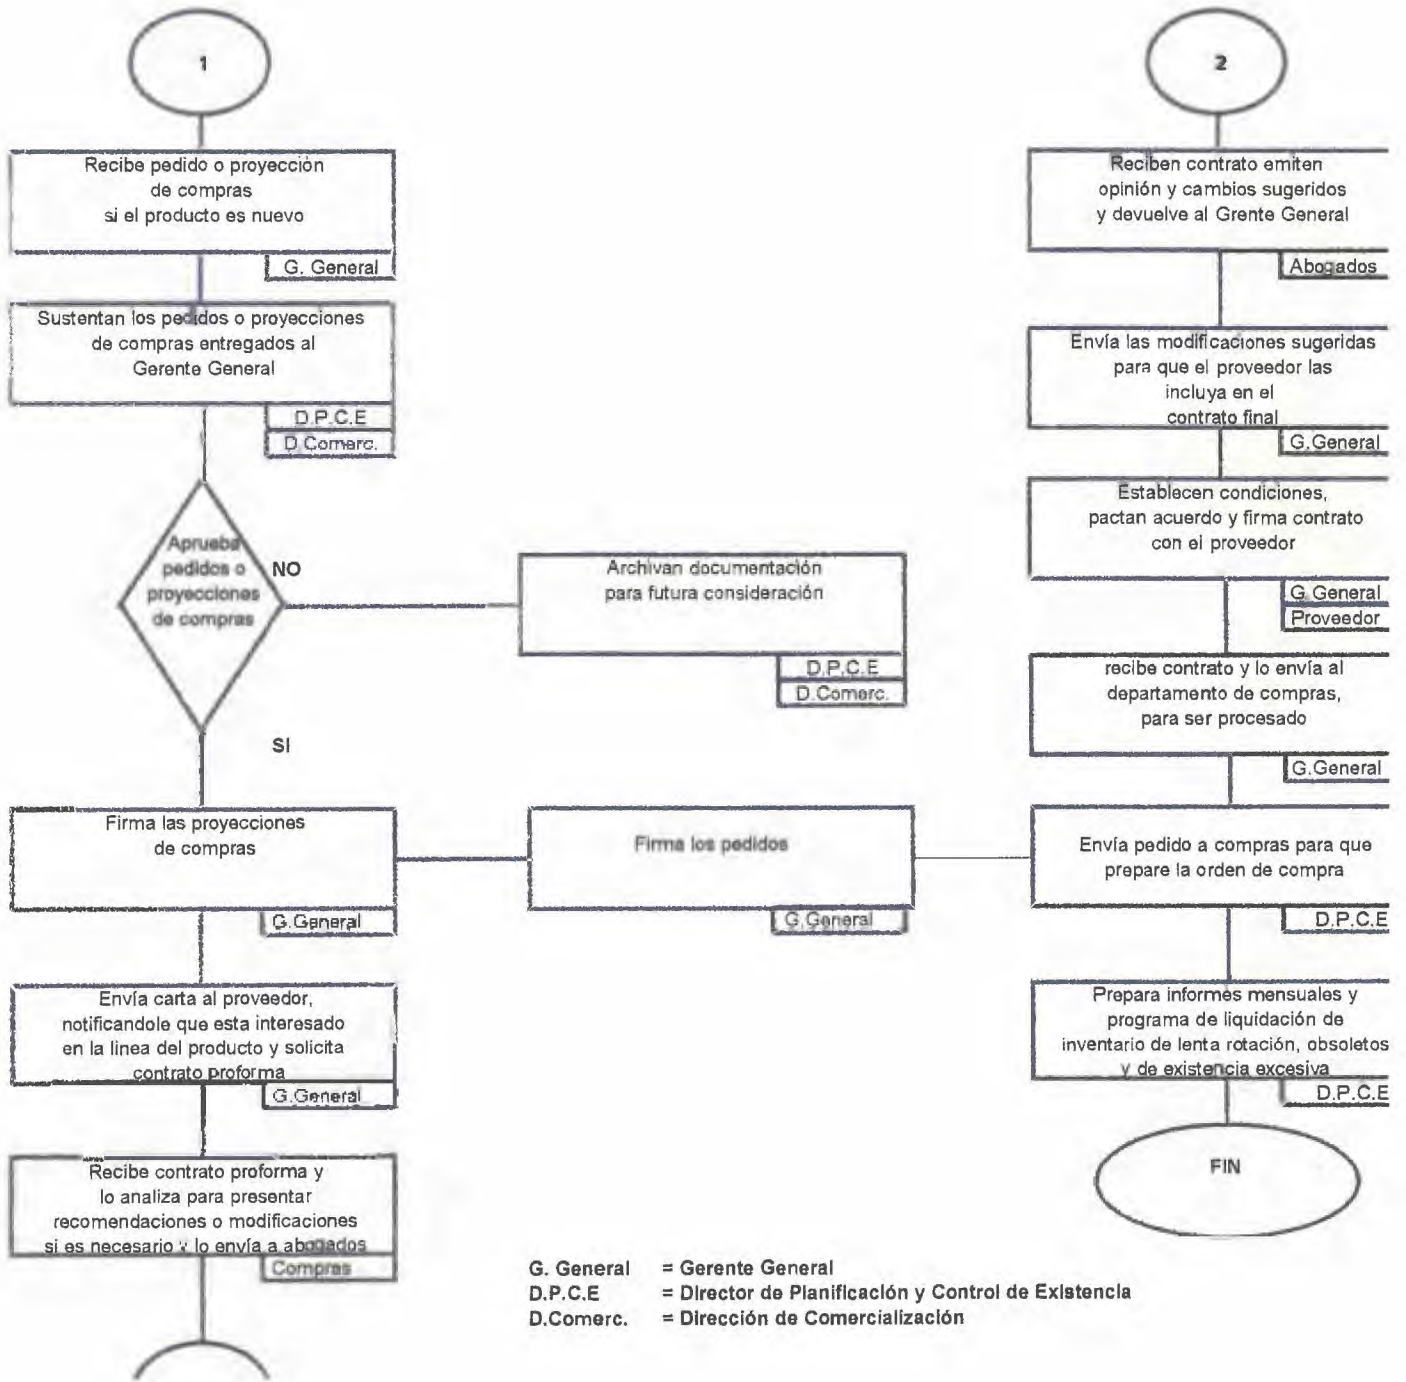 1
Recibe pedido o proyección
de compras
si el producto es nuevo
G. General
Sustentan los pedidos o proyecciones
de compras entregados al
Gerente General
D.P.C.E
D.Comerc.
Aprueba
pedidos o
proyecciones
de compras
NO
Archivan documentación
para futura consideración
D.P.C.E
D.Comerc.
SI
Firma las proyecciones
de compras
G.General
Firma los pedidos
G.General
Envía carta al proveedor,
notificandole que esta interesado
en la linea del producto y solicita
contrato proforma
G.General
Recibe contrato proforma y
lo analiza para presentar
recomendaciones o modificaciones
si es necesario y lo envía a abogados
Compras
2
Reciben contrato emiten
opinión y cambios sugeridos
y devuelve al Grente General
Abogados
Envía las modificaciones sugeridas
para que el proveedor las
incluya en el
contrato final
G.General
Establecen condiciones,
pactan acuerdo y firma contrato
con el proveedor
G.General
Proveedor
recibe contrato y lo envía al
departamento de compras,
para ser procesado
G.General
Envía pedido a compras para que
prepare la orden de compra
D.P.C.E
Prepara informes mensuales y
programa de liquidación de
inventario de lenta rotación, obsoletos
y de existencia excesiva
D.P.C.E
FIN
G. General = Gerente General
D.P.C.E = Director de Planificación y Control de Existencia
D.Comerc. = Dirección de Comercialización